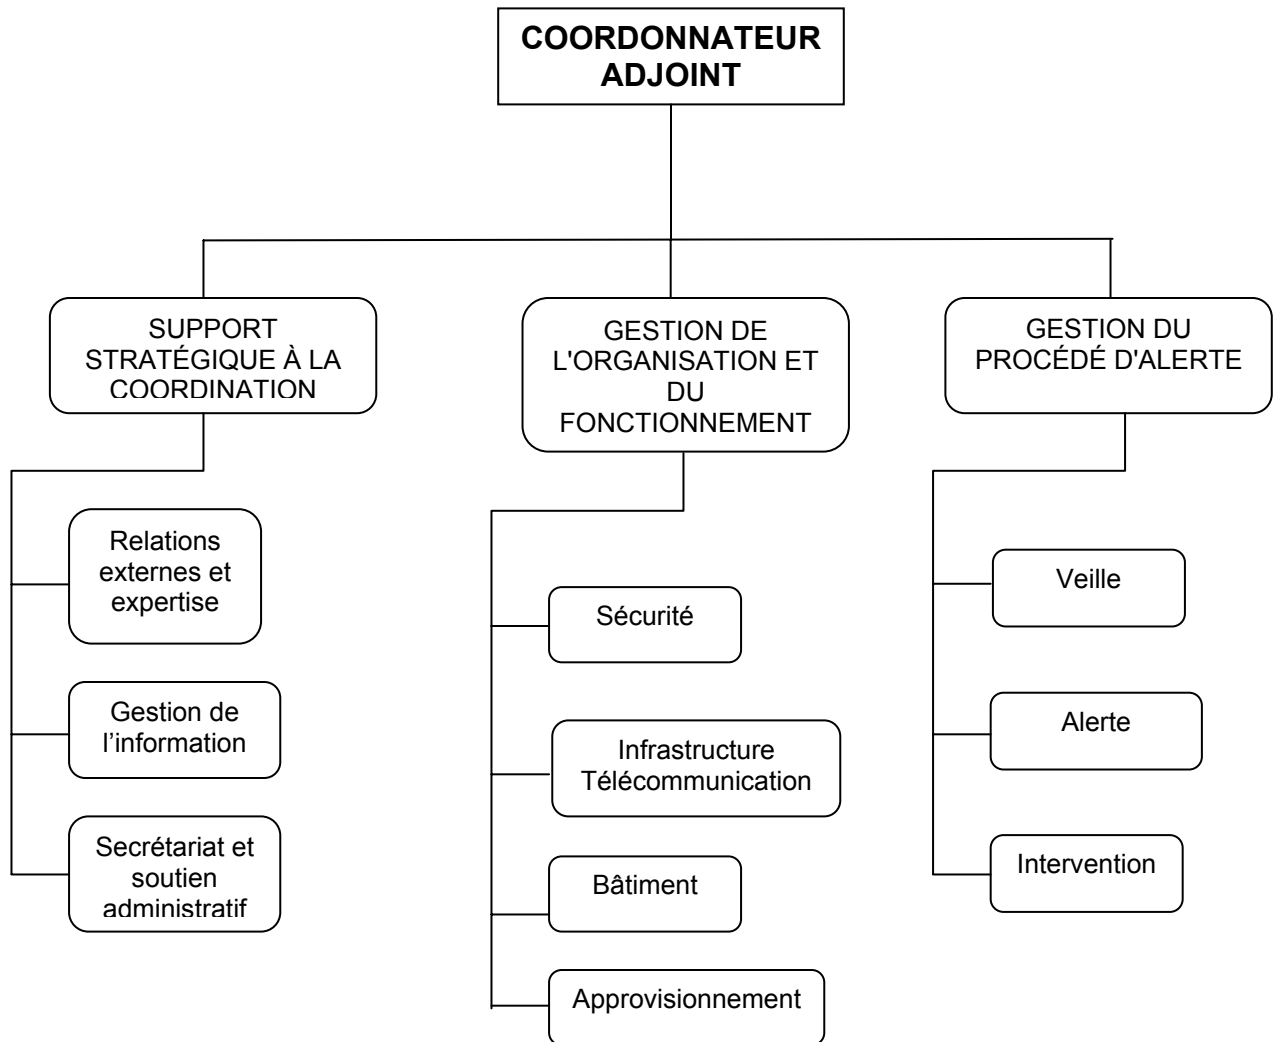 COORDONNATEUR
ADJOINT
SUPPORT
STRATÉGIQUE À LA
COORDINATION
GESTION DE
L'ORGANISATION ET
DU
FONCTIONNEMENT
GESTION DU
PROCÉDÉ D'ALERTE
Relations
externes et
expertise
Gestion de
l’information
Secrétariat et
soutien
administratif
Sécurité
Infrastructure
Télécommunication
Bâtiment
Approvisionnement
Veille
Alerte
Intervention